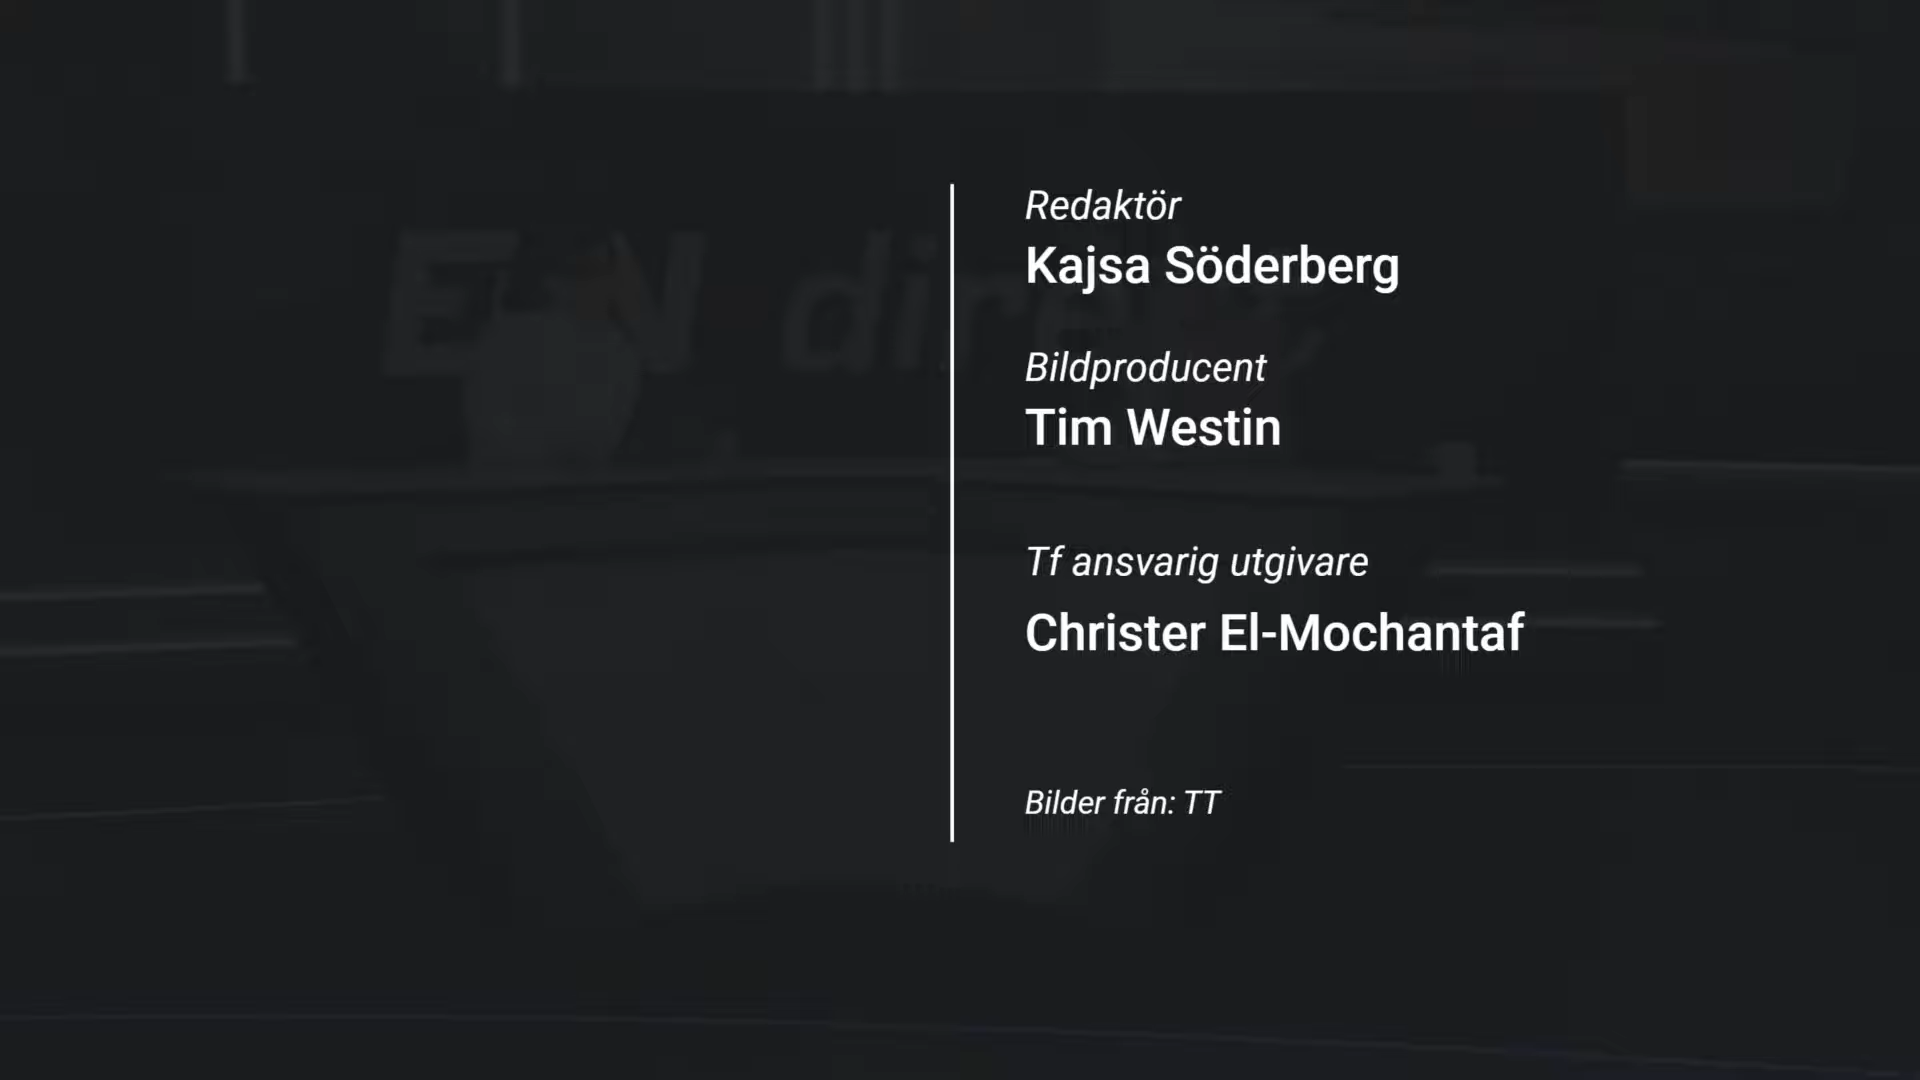 Redaktör
Kajsa Söderberg
Bildproducent
Tim Westin
Tf ansvarig utgivare
Christer El-Mochantaf
Bilder från: TT